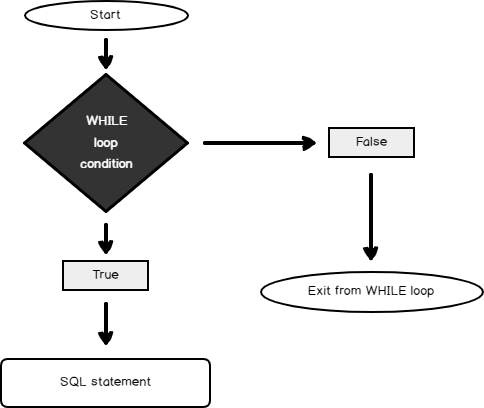 Start
WHILE
loop
condition
False
True
Exit from WHILE loop
SQL statement